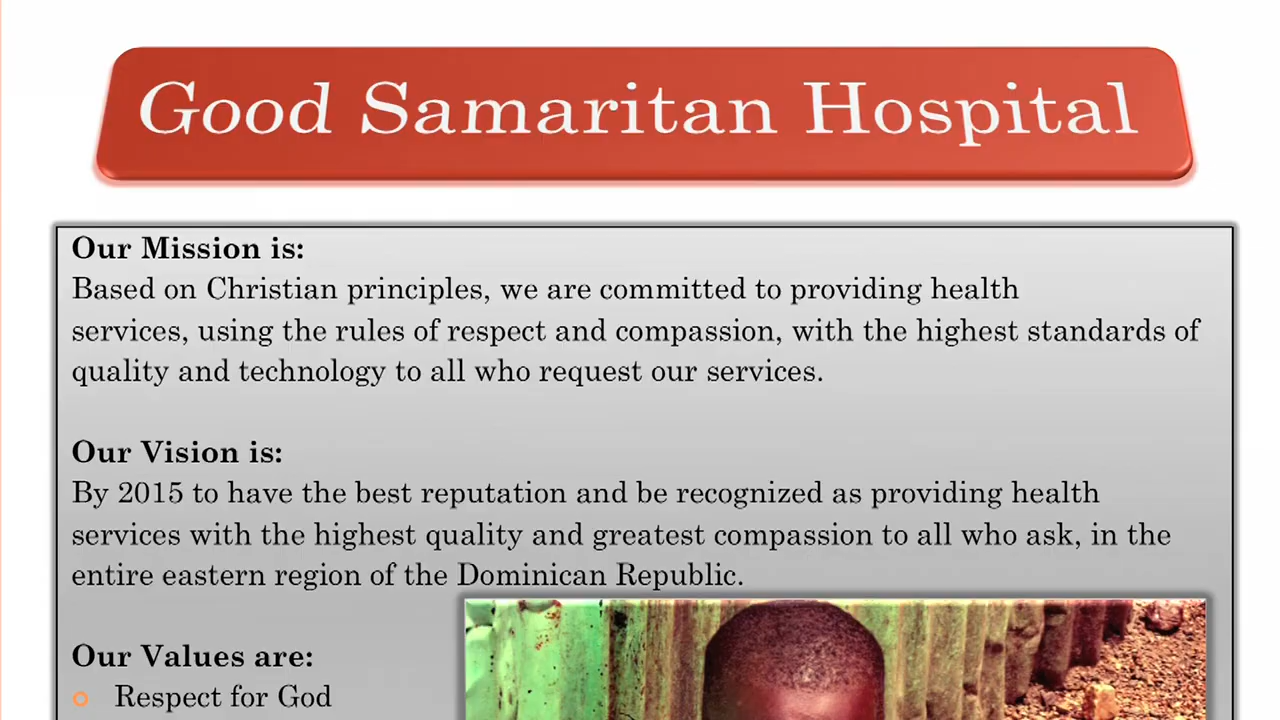 Good Samaritan Hospital
Our Mission is:
Based on Christian principles, we are committed to providing health
services, using the rules of respect and compassion, with the highest standards of
quality and technology to all who request our services.
Our Vision is:
By 2015 to have the best reputation and be recognized as providing health
services with the highest quality and greatest compassion to all who ask, in the
entire eastern region of the Dominican Republic.
Our Values are:
Respect for God